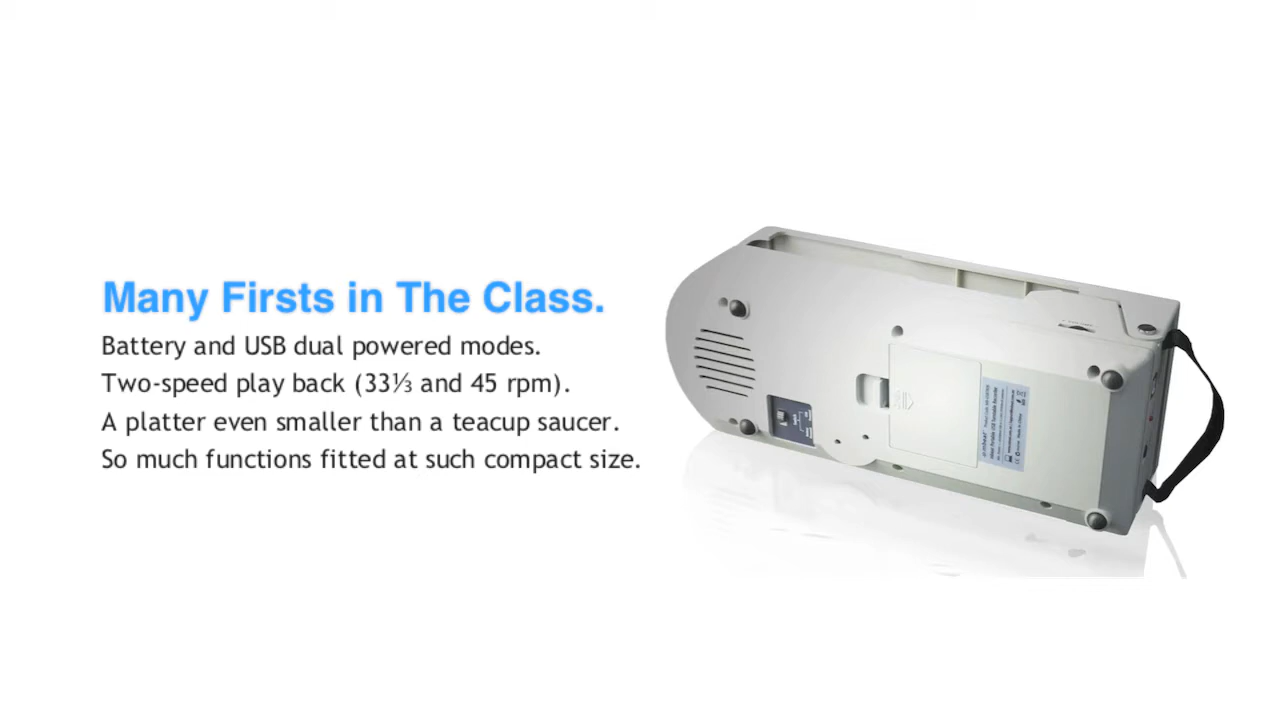 Many Firsts in The Class.
Battery and USB dual powered modes.
Two-speed play back (33⅓ and 45 rpm).
A platter even smaller than a teacup saucer.
So much functions fitted at such compact size.